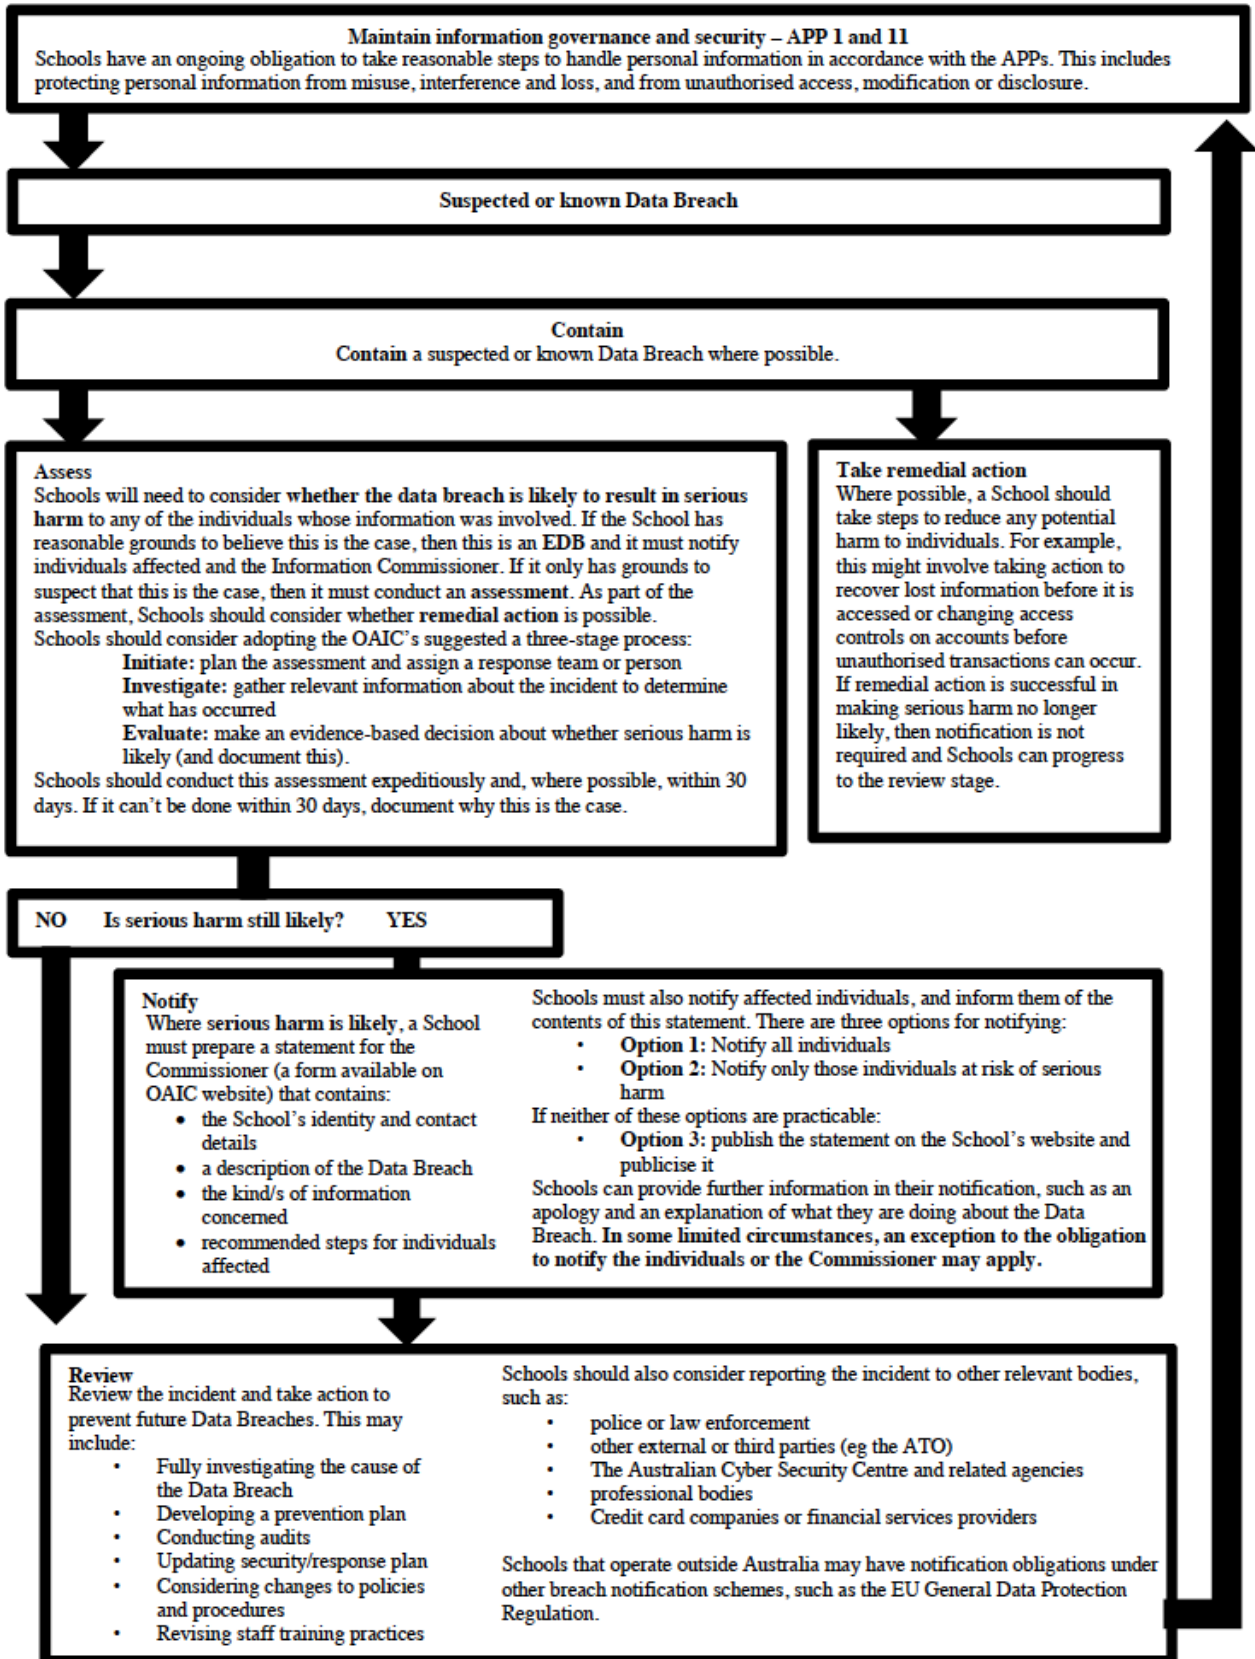 Maintain information governance and security – APP 1 and 11
Schools have an ongoing obligation to take reasonable steps to handle personal information in accordance with the APPs. This includes
protecting personal information from misuse, interference and loss, and from unauthorised access, modification or disclosure.
Suspected or known Data Breach
Contain
Contain a suspected or known Data Breach where possible.
Assess
Schools will need to consider whether the data breach is likely to result in serious
harm to any of the individuals whose information was involved. If the School has
reasonable grounds to believe this is the case, then this is an EDB and it must notify
individuals affected and the Information Commissioner. If it only has grounds to
suspect that this is the case, then it must conduct an assessment. As part of the
assessment, Schools should consider whether remedial action is possible.
Schools should consider adopting the OAIC's suggested a three-stage process:
Initiate: plan the assessment and assign a response team or person
Investigate: gather relevant information about the incident to determine
what has occurred
Evaluate: make an evidence-based decision about whether serious harm is
likely (and document this).
Schools should conduct this assessment expeditiously and, where possible, within 30
days. If it can't be done within 30 days, document why this is the case.
Take remedial action
Where possible, a School should
take steps to reduce any potential
harm to individuals. For example,
this might involve taking action to
recover lost information before it is
accessed or changing access
controls on accounts before
unauthorised transactions can occur.
If remedial action is successful in
making serious harm no longer
likely, then notification is not
required and Schools can progress
to the review stage.
NO Is serious harm still likely? YES
Notify
Where serious harm is likely, a School
must prepare a statement for the
Commissioner (a form available on
OAIC website) that contains:
• the School's identity and contact
details
• a description of the Data Breach
• the kind/s of information
concerned
• recommended steps for individuals
affected
Schools must also notify affected individuals, and inform them of the
contents of this statement. There are three options for notifying:
• Option 1: Notify all individuals
• Option 2: Notify only those individuals at risk of serious
harm
If neither of these options are practicable:
• Option 3: publish the statement on the School's website and
publicise it
Schools can provide further information in their notification, such as an
apology and an explanation of what they are doing about the Data
Breach. In some limited circumstances, an exception to the obligation
to notify the individuals or the Commissioner may apply.
Review
Review the incident and take action to
prevent future Data Breaches. This may
include:
• Fully investigating the cause of
the Data Breach
• Developing a prevention plan
• Conducting audits
• Updating security/response plan
• Considering changes to policies
and procedures
• Revising staff training practices
Schools should also consider reporting the incident to other relevant bodies,
such as:
• police or law enforcement
• other external or third parties (eg the ATO)
• The Australian Cyber Security Centre and related agencies
• professional bodies
• Credit card companies or financial services providers
Schools that operate outside Australia may have notification obligations under
other breach notification schemes, such as the EU General Data Protection
Regulation.